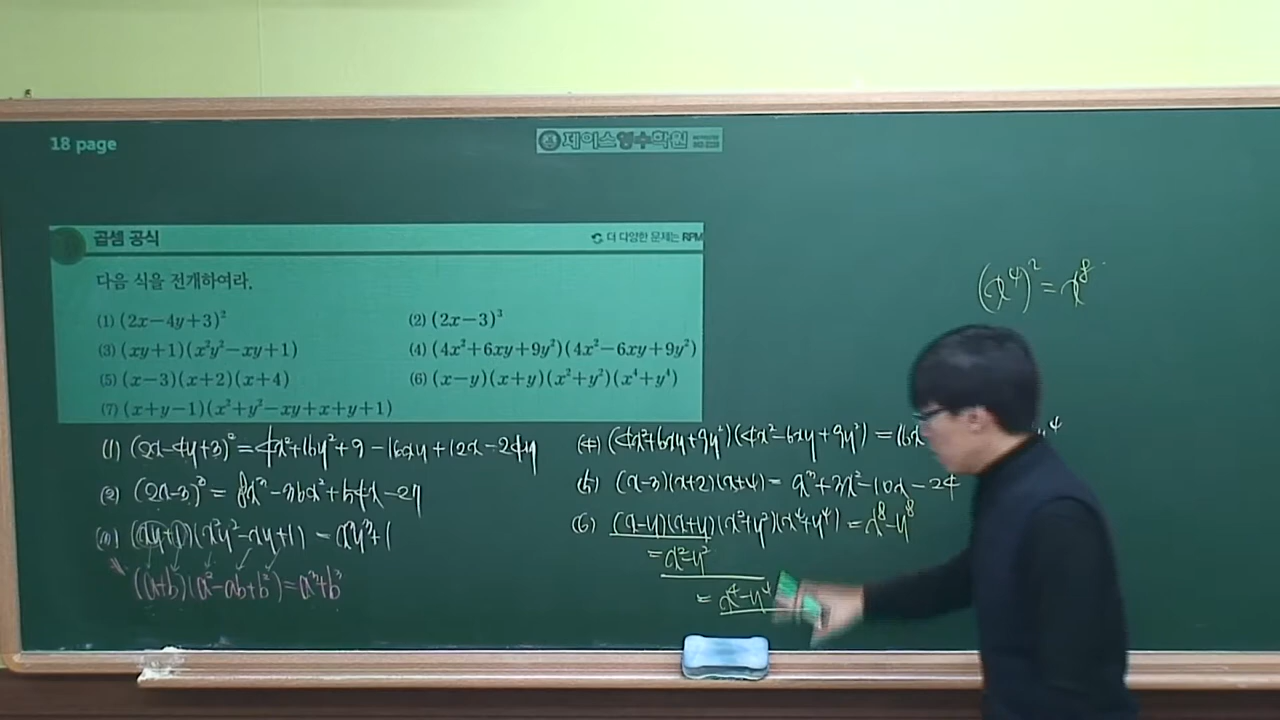 18 page
제이스영수학원
곱셈 공식
더 다양한 문제는 RPM
다음 식을 전개하여라.
(1) (2x−4y+3)²
(2) (2x−3)³
(3) (xy+1)(x²y²−xy+1)
(4) (4x²+6xy+9y²)(4x²−6xy+9y²)
(5) (x−3)(x+2)(x+4)
(6) (x−y)(x+y)(x²+y²)(x⁴+y⁴)
(7) (x+y−1)(x²+y²−xy+x+y+1)
(x⁴)²=x⁸
(1) (2x−4y+3)²=4x²+16y²+9−16xy+12x−24y
(2) (2x−3)³=8x³−36x²+54x−27
(3) (xy+1)(x²y²−xy+1)=x³y³+1
(a+b)(a²−ab+b²)=a³+b³
(4) (4x²+6xy+9y²)(4x²−6xy+9y²)=16x
(5) (x−3)(x+2)(x+4)=x³+3x²−10x−24
(6) (x−y)(x+y)(x²+y²)(x⁴+y⁴)=x⁸−y⁸
=x²−y²
=x⁴−y⁴